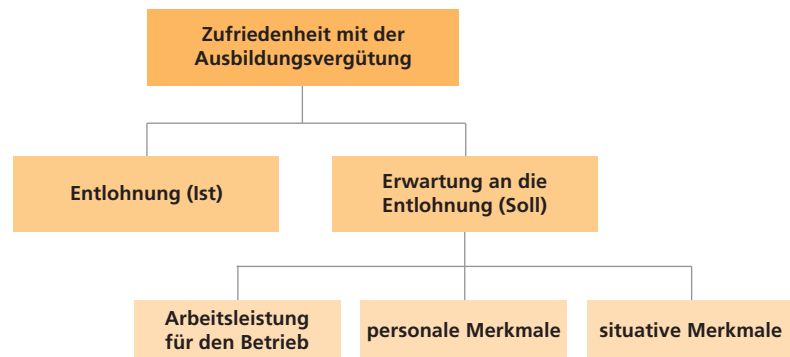 Zufriedenheit mit der
Ausbildungsvergütung
Entlohnung (Ist)
Erwartung an die
Entlohnung (Soll)
Arbeitsleistung
für den Betrieb
personale Merkmale
situative Merkmale